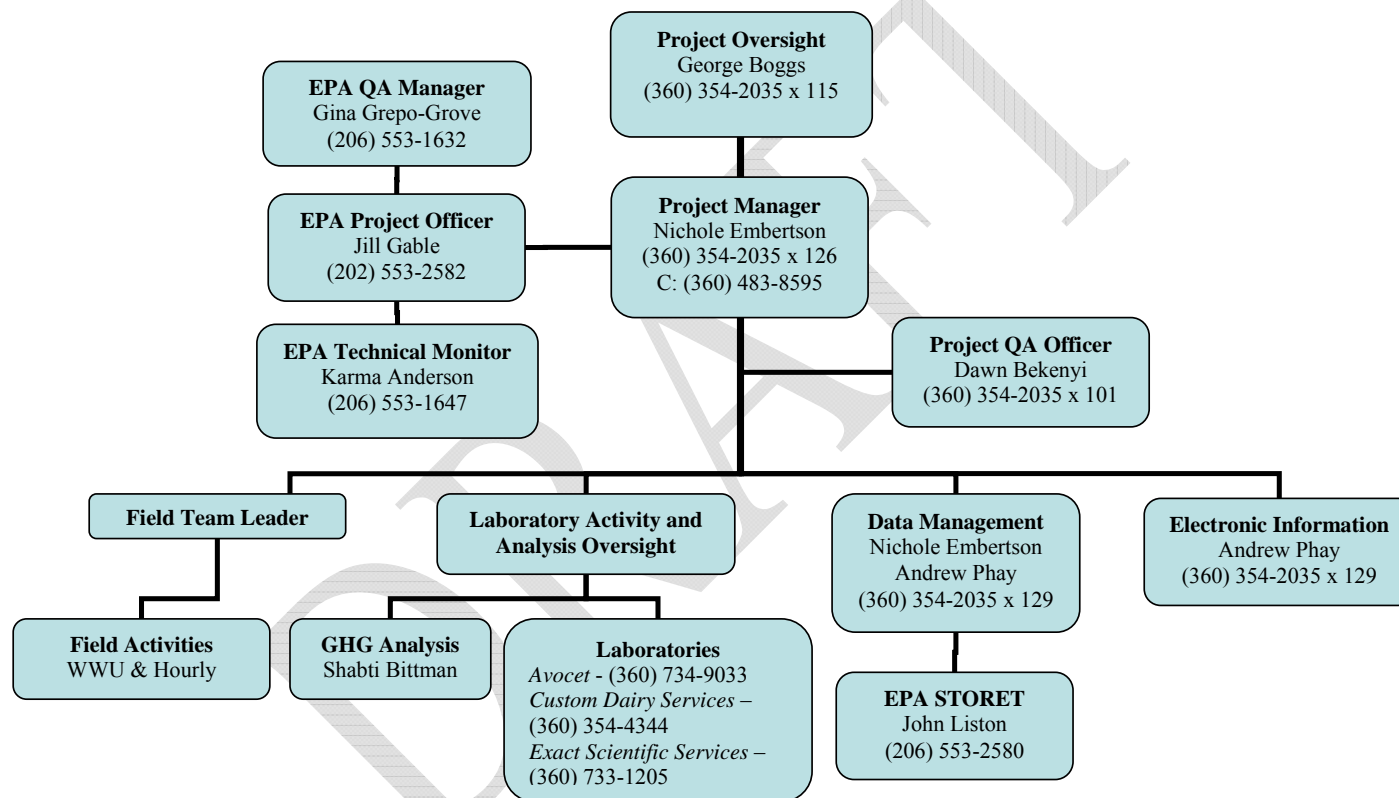 Project Oversight
George Boggs
(360) 354-2035 x 115
EPA QA Manager
Gina Grepo-Grove
(206) 553-1632
EPA Project Officer
Jill Gable
(202) 553-2582
Project Manager
Nichole Embertson
(360) 354-2035 x 126
C: (360) 483-8595
EPA Technical Monitor
Karma Anderson
(206) 553-1647
Project QA Officer
Dawn Bekenyi
(360) 354-2035 x 101
Field Team Leader
Laboratory Activity and
Analysis Oversight
Data Management
Nichole Embertson
Andrew Phay
(360) 354-2035 x 129
Electronic Information
Andrew Phay
(360) 354-2035 x 129
Field Activities
WWU & Hourly
GHG Analysis
Shabti Bittman
Laboratories
Avocet - (360) 734-9033
Custom Dairy Services –
(360) 354-4344
Exact Scientific Services –
(360) 733-1205
EPA STORET
John Liston
(206) 553-2580
DRAFT